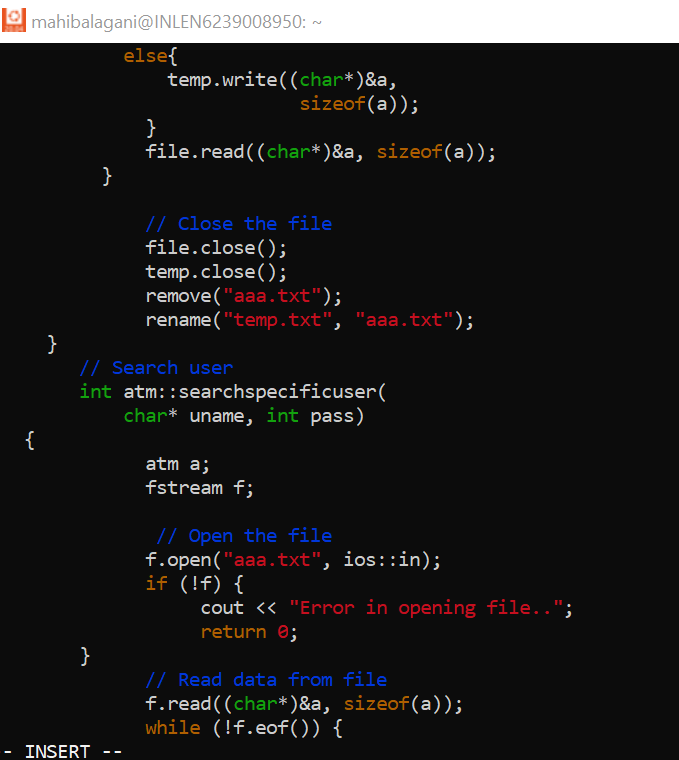 mahibalagani@INLEN6239008950: ~
else{
temp.write((char*)&a,
sizeof(a));
}
file.read((char*)&a, sizeof(a));
}
// Close the file
file.close();
temp.close();
remove("aaa.txt");
rename("temp.txt", "aaa.txt");
}
// Search user
int atm::searchspecificuser(
char* uname, int pass)
{
atm a;
fstream f;
// Open the file
f.open("aaa.txt", ios::in);
if (!f) {
cout << "Error in opening file..";
return 0;
}
// Read data from file
f.read((char*)&a, sizeof(a));
while (!f.eof()) {
- INSERT --